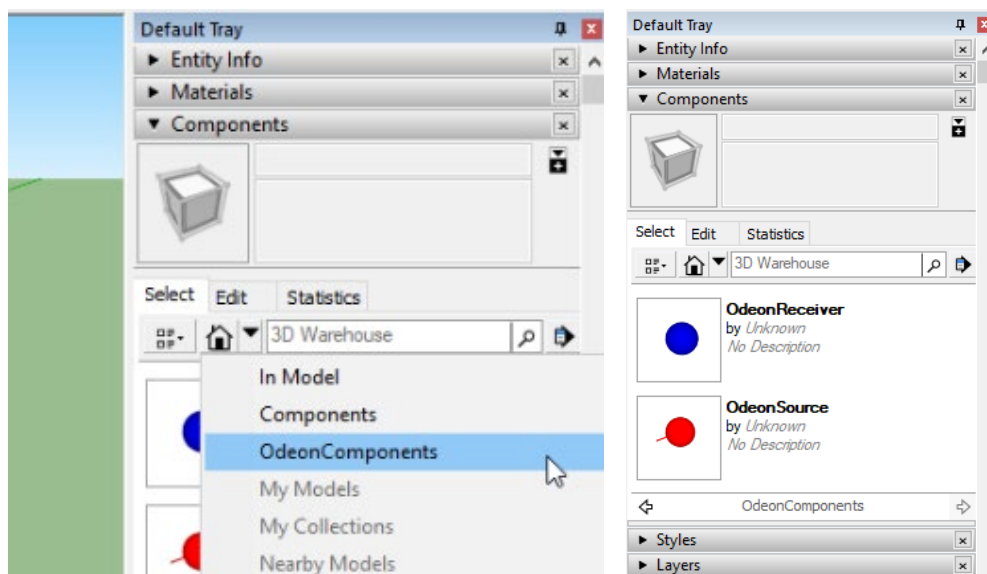 Default Tray
Entity Info
Materials
Components
Select Edit Statistics
3D Warehouse
In Model
Components
OdeonComponents
My Models
My Collections
Nearby Models
Default Tray
Entity Info
Materials
Components
Select Edit Statistics
3D Warehouse
OdeonReceiver
by Unknown
No Description
OdeonSource
by Unknown
No Description
OdeonComponents
Styles
Layers